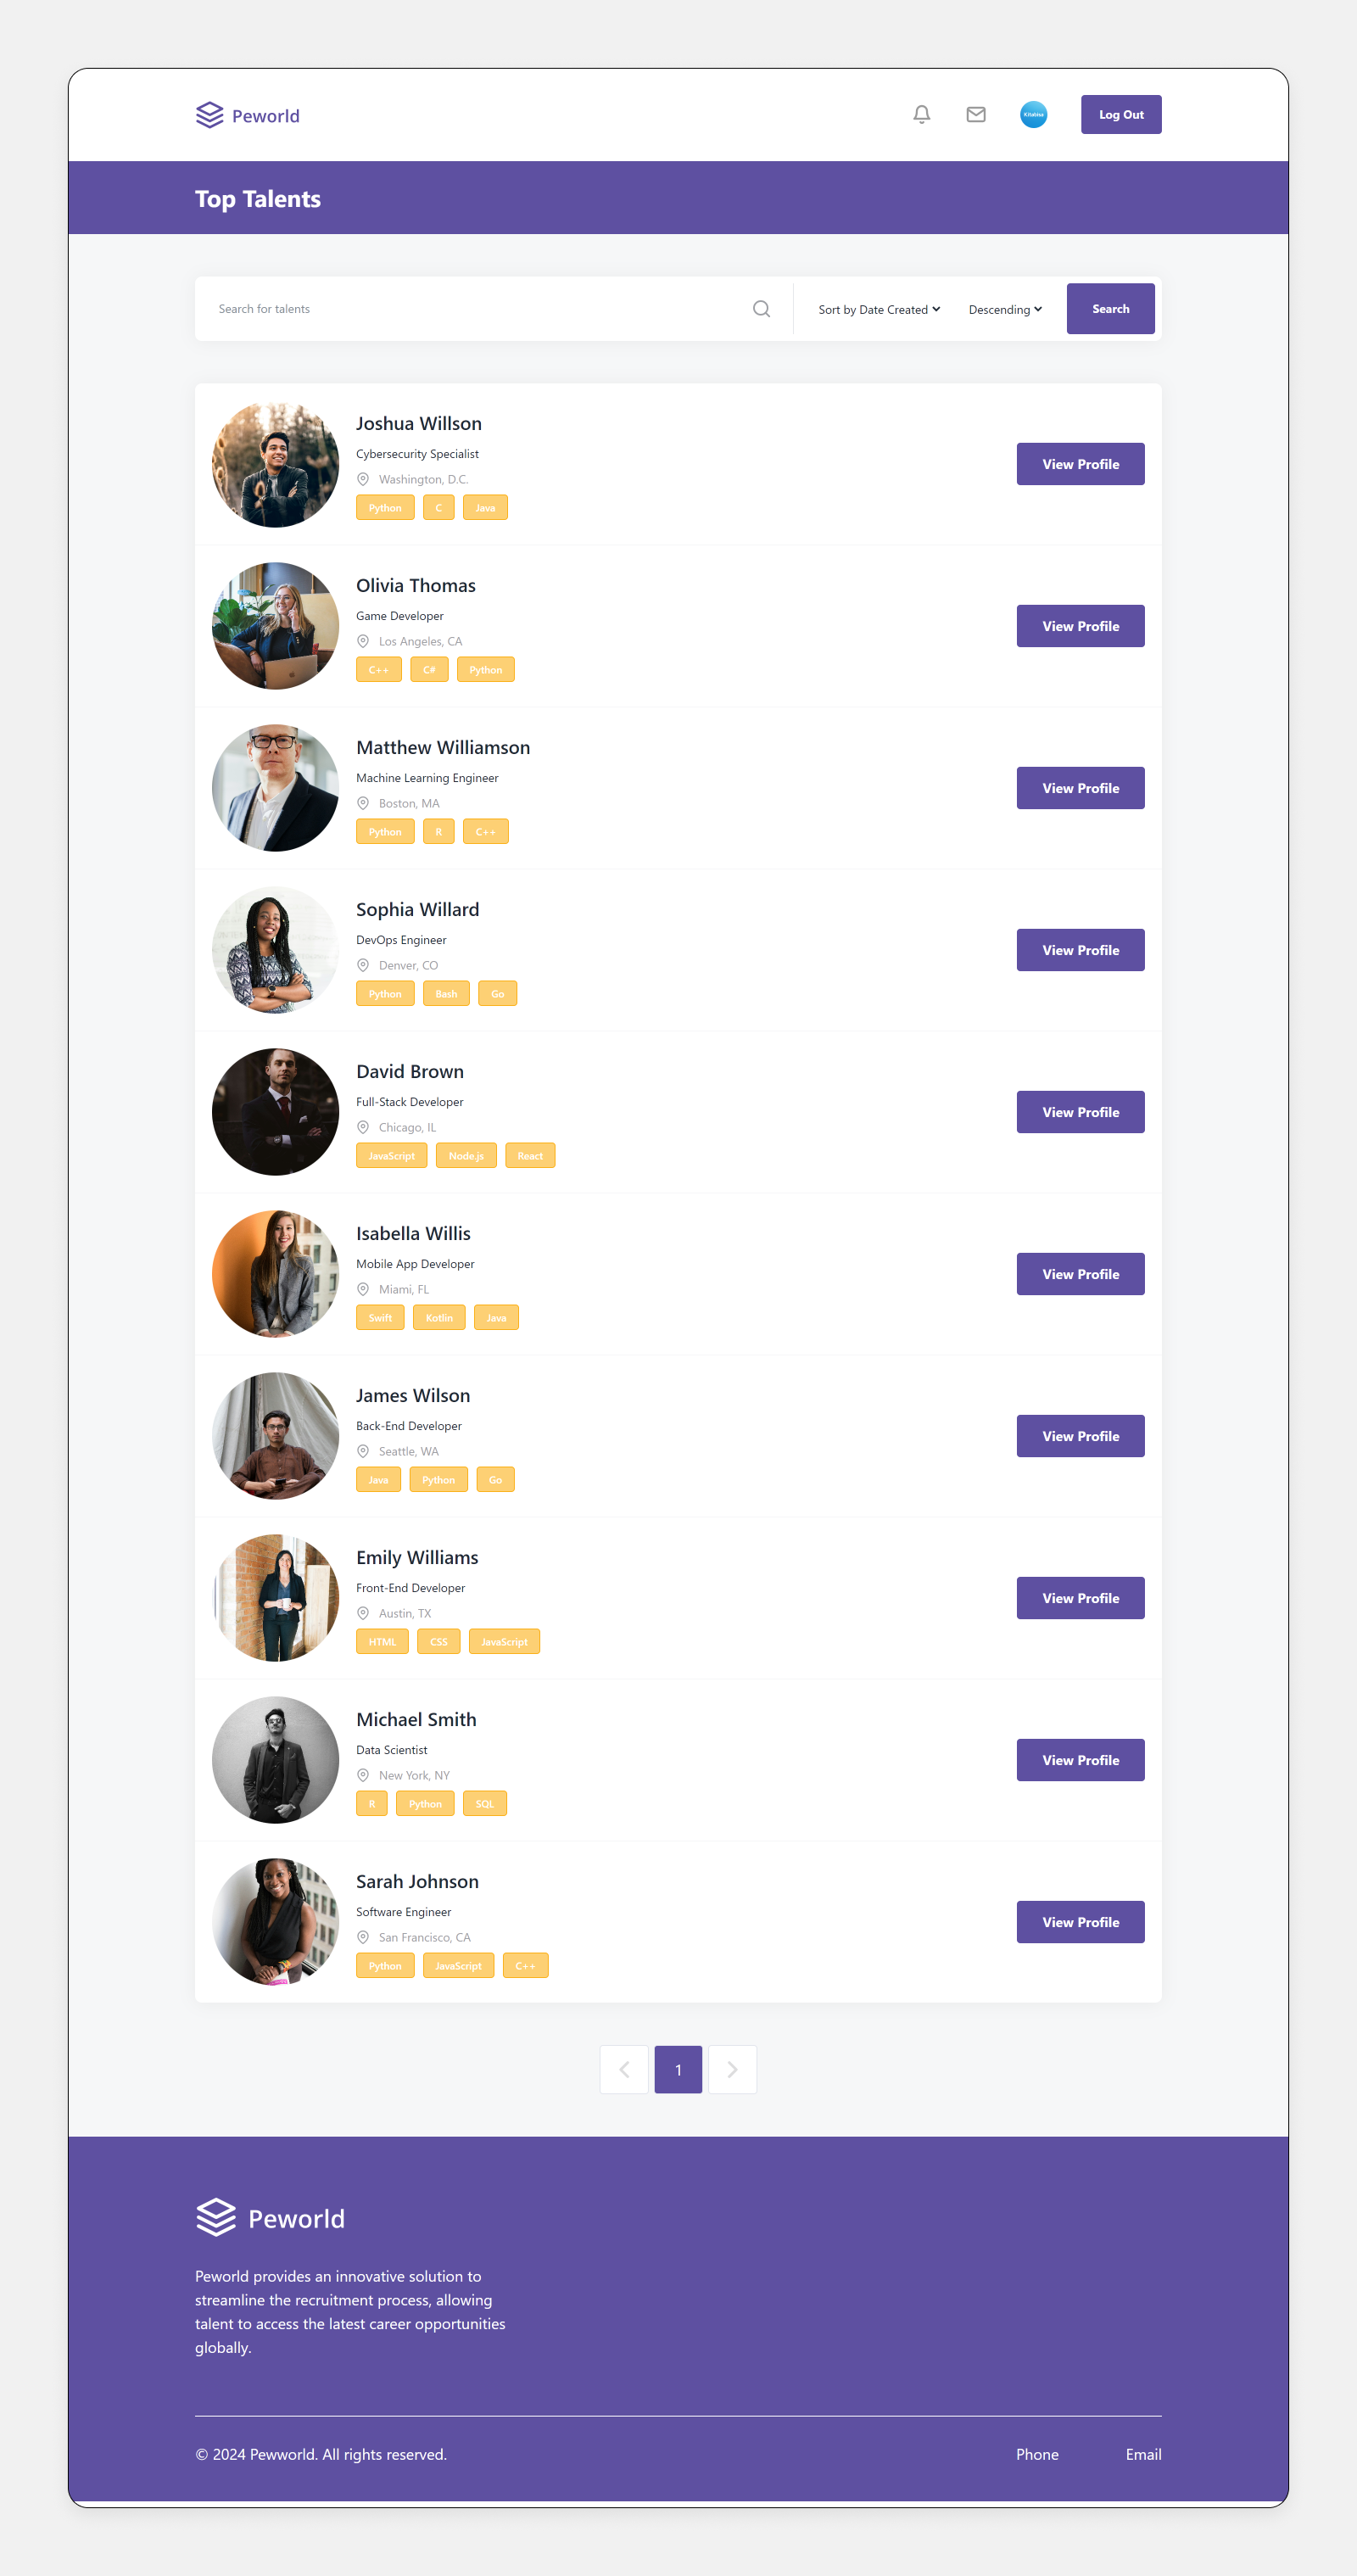 Peworld
Kitabisa
Log Out
Top Talents
Search for talents
Sort by Date Created
Descending
Search
Joshua Willson
Cybersecurity Specialist
Washington, D.C.
Python C Java
View Profile
Olivia Thomas
Game Developer
Los Angeles, CA
C++ C# Python
View Profile
Matthew Williamson
Machine Learning Engineer
Boston, MA
Python R C++
View Profile
Sophia Willard
DevOps Engineer
Denver, CO
Python Bash Go
View Profile
David Brown
Full-Stack Developer
Chicago, IL
JavaScript Node.js React
View Profile
Isabella Willis
Mobile App Developer
Miami, FL
Swift Kotlin Java
View Profile
James Wilson
Back-End Developer
Seattle, WA
Java Python Go
View Profile
Emily Williams
Front-End Developer
Austin, TX
HTML CSS JavaScript
View Profile
Michael Smith
Data Scientist
New York, NY
R Python SQL
View Profile
Sarah Johnson
Software Engineer
San Francisco, CA
Python JavaScript C++
View Profile
1
Peworld
Peworld provides an innovative solution to
streamline the recruitment process, allowing
talent to access the latest career opportunities
globally.
© 2024 Pewworld. All rights reserved.
Phone
Email